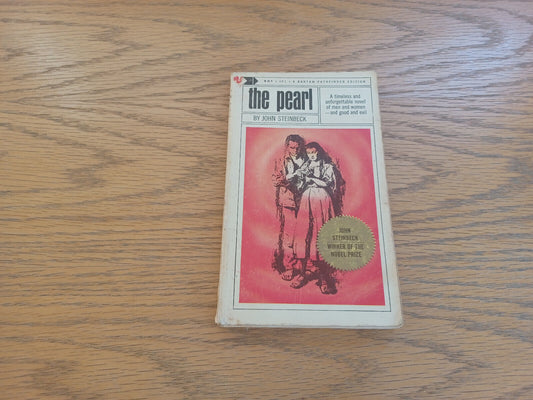 A BANTAM PATHFINDER EDITION
the pearl
BY JOHN STEINBECK
A timeless and
unforgettable novel
of men and women
—and good and evil
JOHN
STEINBECK
WINNER OF THE
NOBEL PRIZE